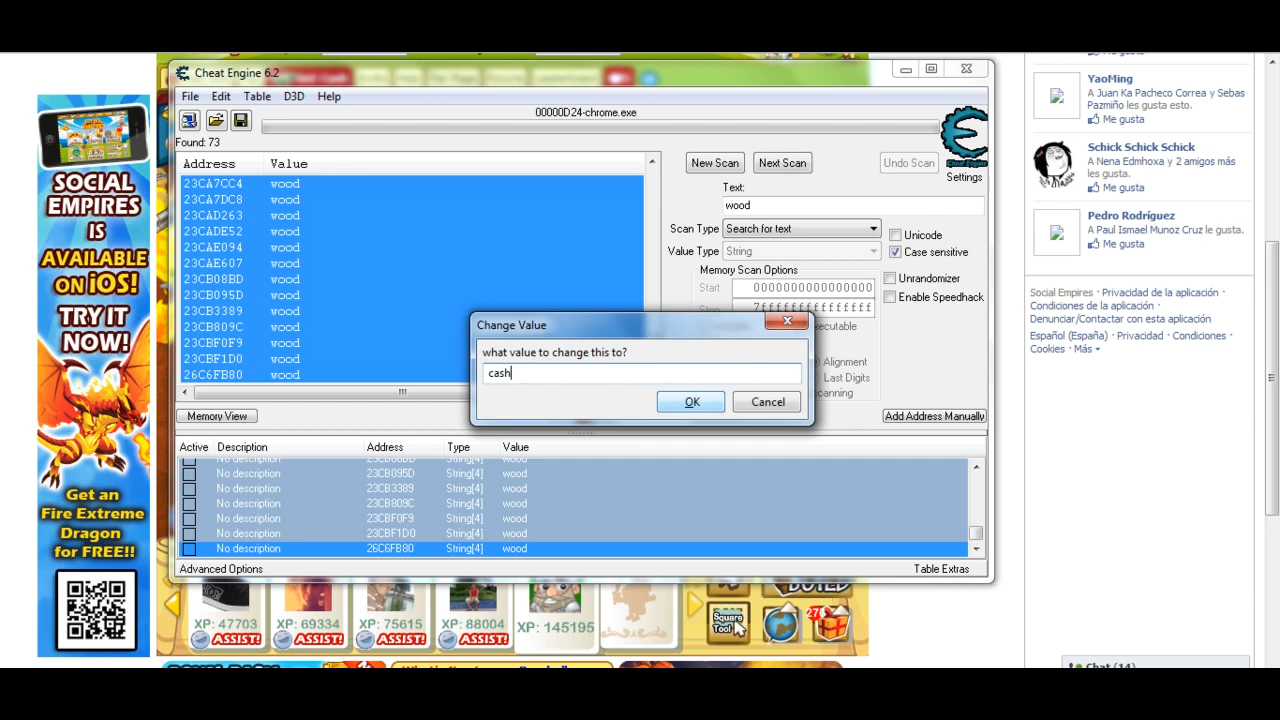 Cheat Engine 6.2
File Edit Table D3D Help
00000D24-chrome.exe
Found: 73
Address Value
23CA7CC4 wood
23CA7DC8 wood
23CAD263 wood
23CADE52 wood
23CAE094 wood
23CAE607 wood
23CB08BD wood
23CB095D wood
23CB3389 wood
23CB809C wood
23CBF0F9 wood
23CBF1D0 wood
26C6FB80 wood
Memory View
New Scan Next Scan Undo Scan
Cheat Engine
Settings
Text:
wood
Scan Type Search for text
Value Type String
Unicode
Case sensitive
Memory Scan Options
Start 0000000000000000
Stop 7fffffffffffffff
Unrandomizer
Enable Speedhack
Alignment
Last Digits
Add Address Manually
Change Value
what value to change this to?
cash
OK Cancel
Active Description Address Type Value
No description 23CB095D String[4] wood
No description 23CB3389 String[4] wood
No description 23CB809C String[4] wood
No description 23CBF0F9 String[4] wood
No description 23CBF1D0 String[4] wood
No description 26C6FB80 String[4] wood
Advanced Options Table Extras
SOCIAL
EMPIRES
IS
AVAILABLE
ON iOS!
TRY IT
NOW!
Get an
Fire Extreme
Dragon
for FREE!!
XP: 47703 XP: 69334 XP: 75615 XP: 88004 XP: 145195
ASSIST! ASSIST! ASSIST! ASSIST!
Square
Tool
Me gusta
YaoMing
A Juan Ka Pacheco Correa y Sebas
Pazmiño les gusta esto.
Me gusta
Schick Schick Schick
A Nena Edmhoxa y 2 amigos más
les gusta.
Me gusta
Pedro Rodríguez
A Paul Ismael Munoz Cruz le gusta.
Me gusta
Social Empires · Privacidad de la aplicación ·
Condiciones de la aplicación ·
Denunciar/Contactar con esta aplicación
Español (España) · Privacidad · Condiciones ·
Cookies · Más
Chat (14)